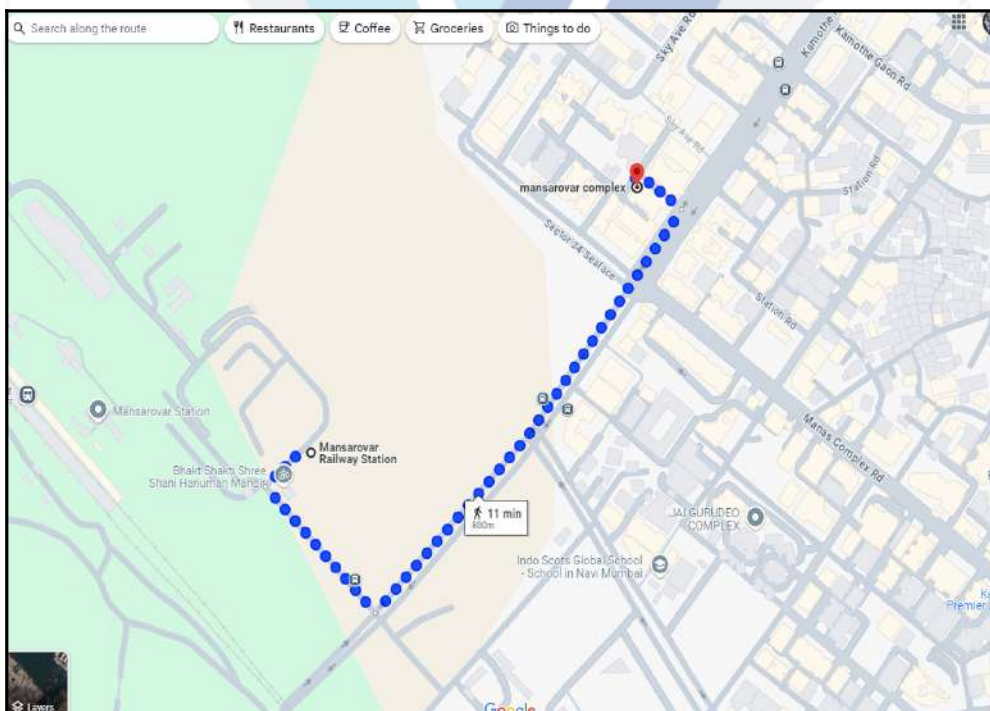 Search along the route
Restaurants
Coffee
Groceries
Things to do
Sky Ave Rd
Kamothe
Kamothe Gaon Rd
Sky Ave Rd
Station Rd
mansarovar complex
Sector 24 Seaface
Station Rd
Mansarovar Station
Mansarovar
Railway Station
Bhakt Shakti Shree
Shani Hanuman Mandir
Manas Complex Rd
11 min
800m
JAI GURUDEO
COMPLEX
Indo Scots Global School
- School in Navi Mumbai
Premier
Layers
Google